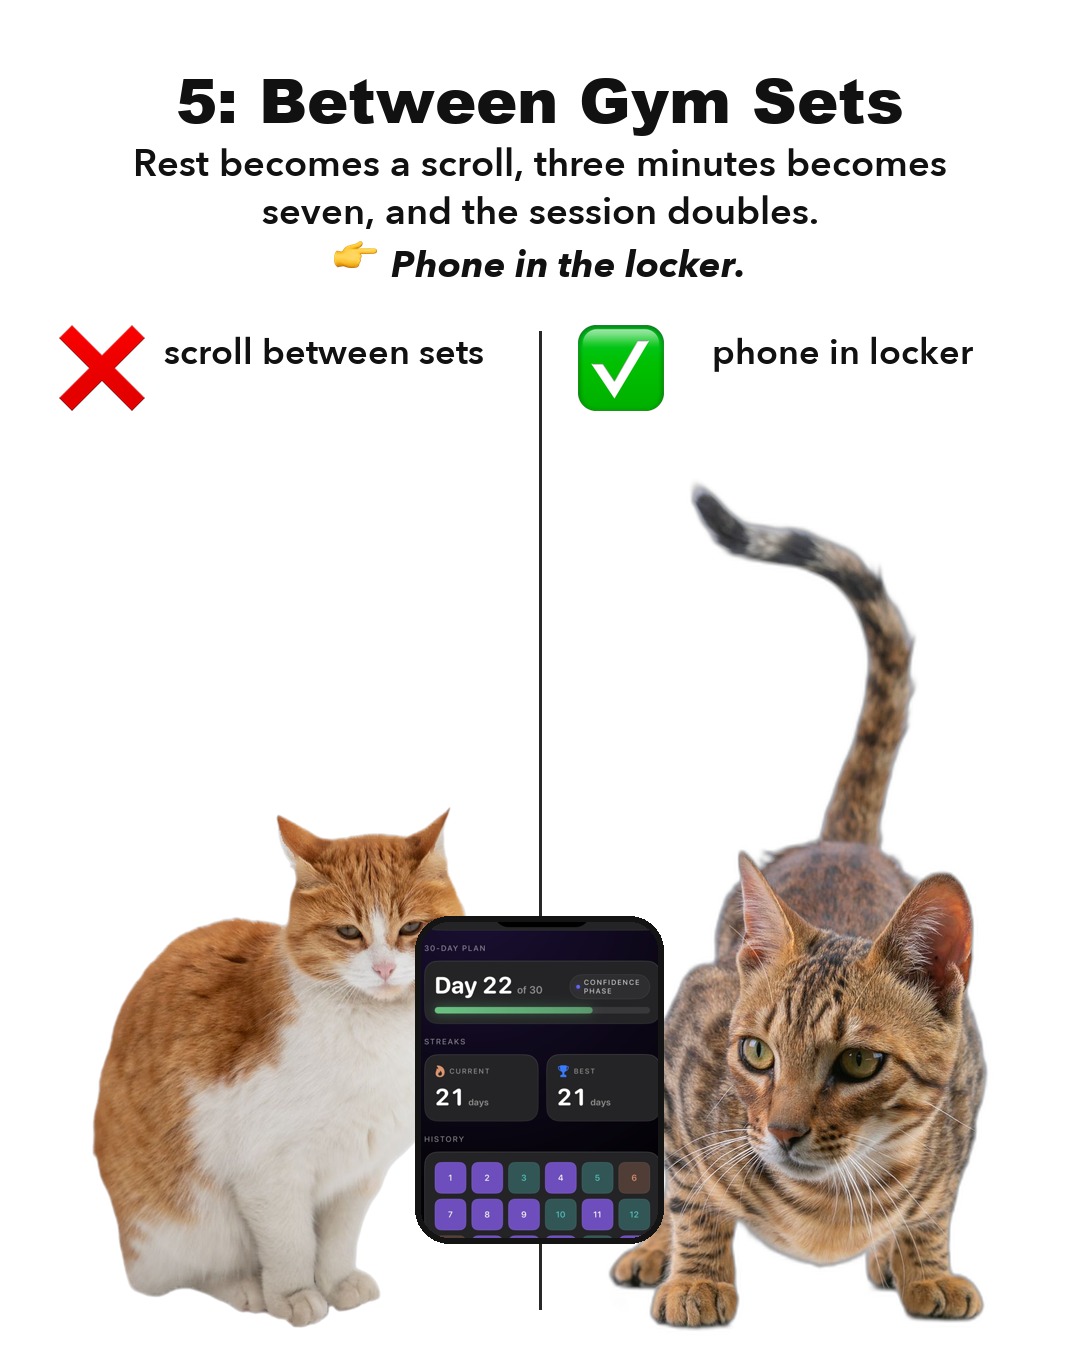 5: Between Gym Sets
Rest becomes a scroll, three minutes becomes
seven, and the session doubles.
👉 Phone in the locker.
scroll between sets
phone in locker
30-DAY PLAN
Day 22 of 30
CONFIDENCE
PHASE
STREAKS
CURRENT
21 days
BEST
21 days
HISTORY
1 2 3 4 5 6
7 8 9 10 11 12